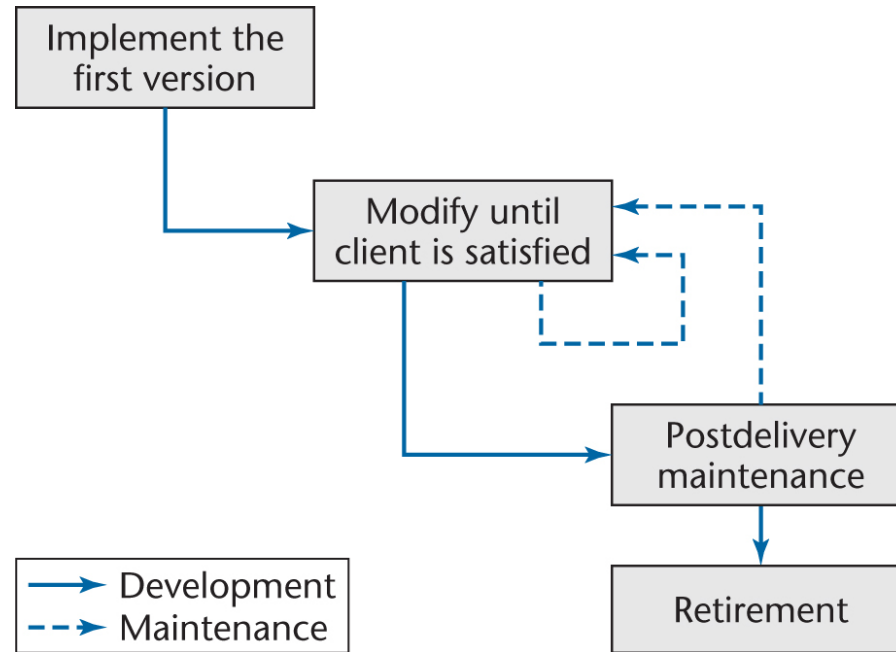 Implement the
first version
Modify until
client is satisfied
Postdelivery
maintenance
Retirement
Development
Maintenance